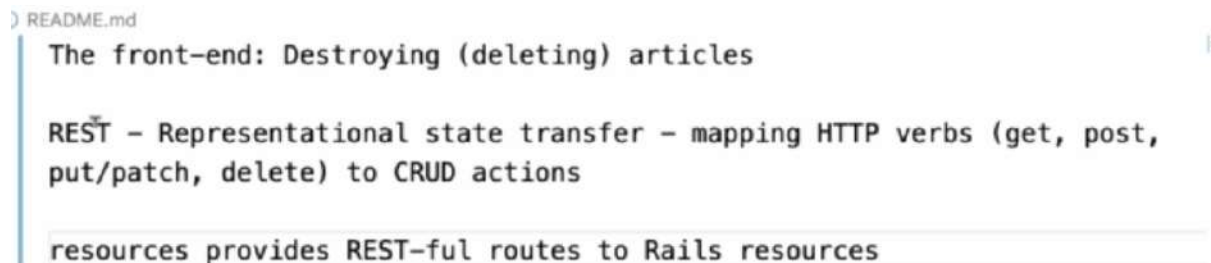 README.md
The front-end: Destroying (deleting) articles
REST - Representational state transfer - mapping HTTP verbs (get, post,
put/patch, delete) to CRUD actions
resources provides REST-ful routes to Rails resources